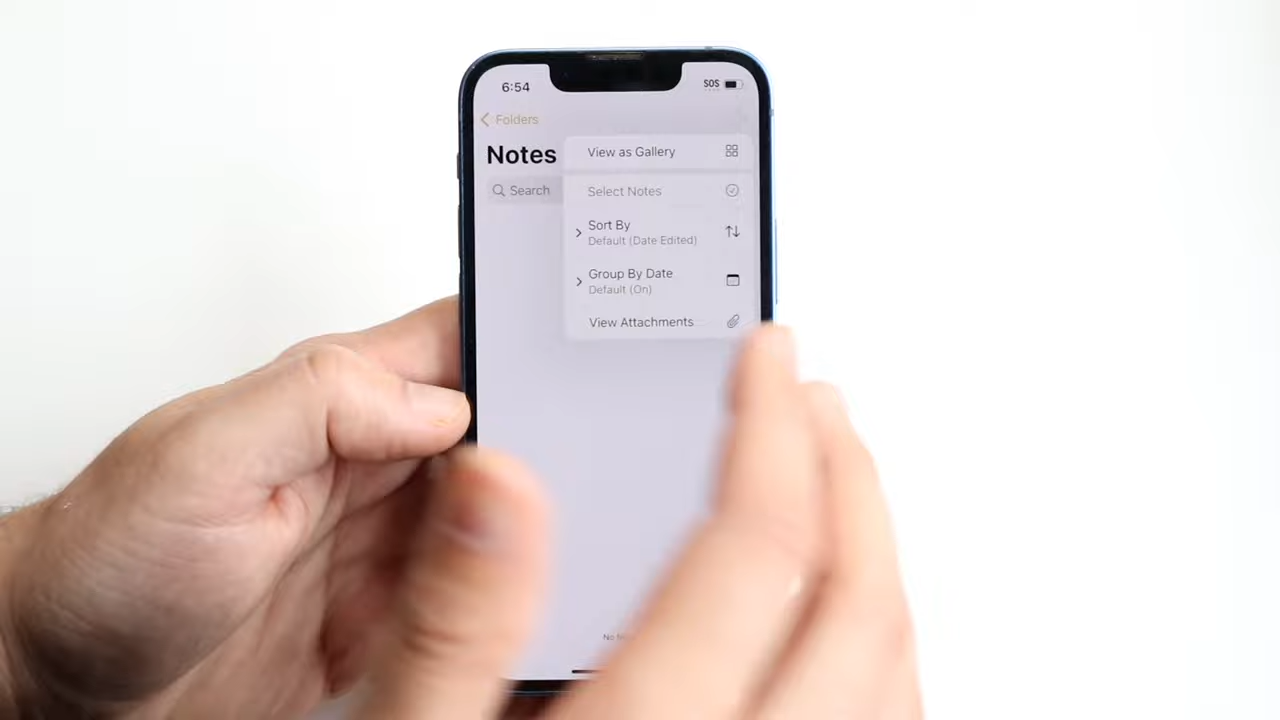 6:54
SOS
Folders
Notes
Search
View as Gallery
Select Notes
Sort By
Default (Date Edited)
Group By Date
Default (On)
View Attachments
No